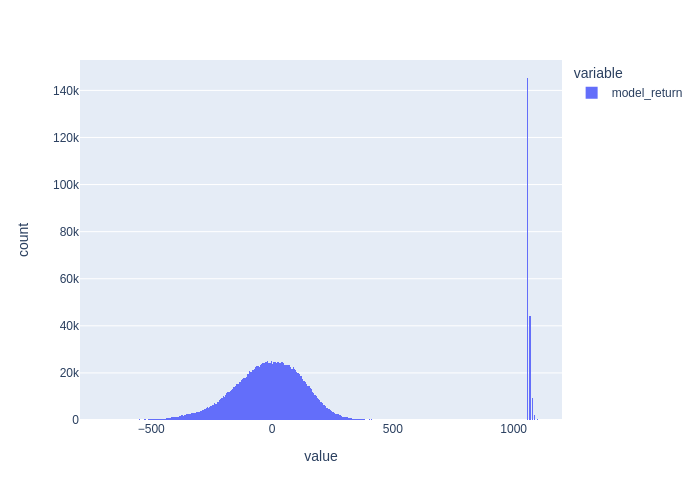 variable
model_return
140k
120k
100k
80k
60k
40k
20k
0
count
−500
0
500
1000
value